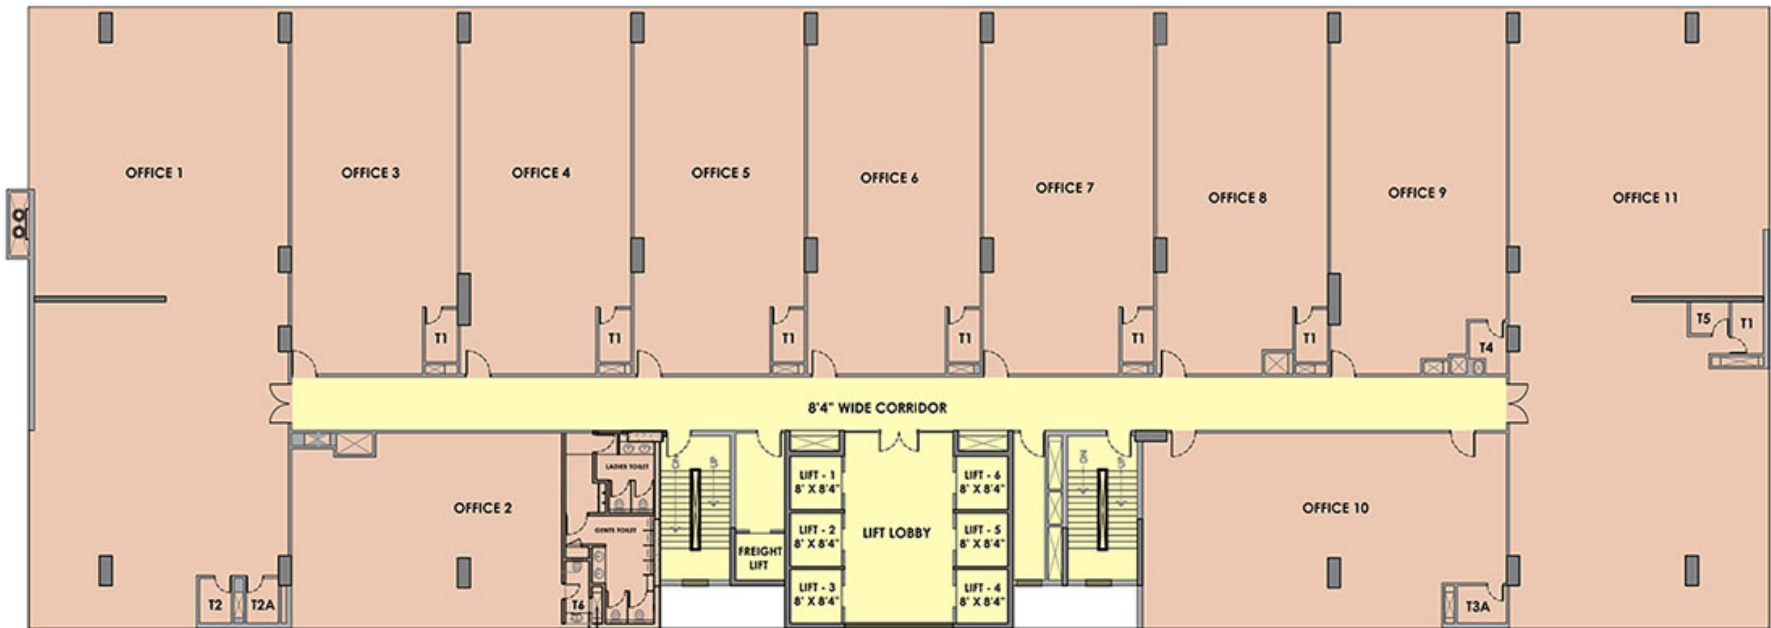 OFFICE 1
OFFICE 3
OFFICE 4
OFFICE 5
OFFICE 6
OFFICE 7
OFFICE 8
OFFICE 9
OFFICE 11
T1
T1
T1
T1
T1
T1
T4
T5
T1
8'4" WIDE CORRIDOR
LADIES TOILET
DN
UP
LIFT - 1
8' X 8'4"
LIFT - 6
8' X 8'4"
DN
UP
OFFICE 2
OFFICE 10
GENTS TOILET
LIFT - 2
8' X 8'4"
LIFT LOBBY
LIFT - 5
8' X 8'4"
FREIGHT
LIFT
LIFT - 3
8' X 8'4"
LIFT - 4
8' X 8'4"
T2
T2A
T6
T3A